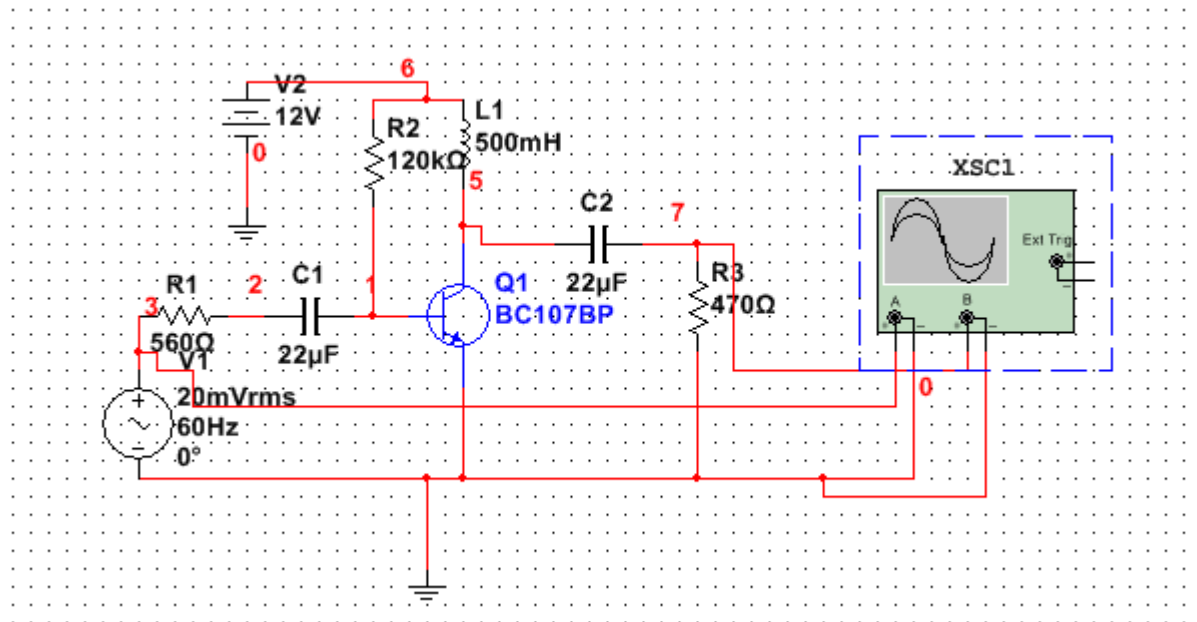 6
V2
12V
0
L1
500mH
R2
120kΩ
5
XSC1
C2
7
Ext Trig
R1
2
C1
1
Q1
BC107BP
22µF
R3
470Ω
A
B
3
560Ω
22µF
V1
20mVrms
60Hz
0°
0